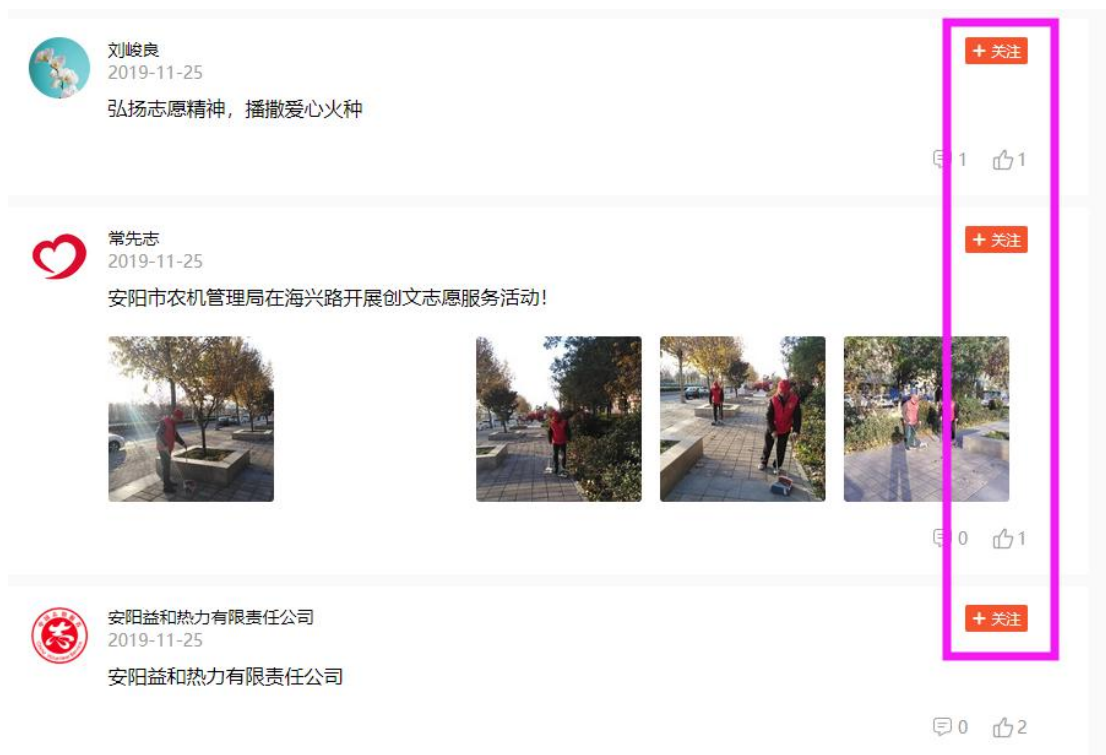 刘峻良
+ 关注
2019-11-25
弘扬志愿精神，播撒爱心火种
1 1
常先志
+ 关注
2019-11-25
安阳市农机管理局在海兴路开展创文志愿服务活动！
0 1
安阳益和热力有限责任公司
+ 关注
2019-11-25
安阳益和热力有限责任公司
0 2